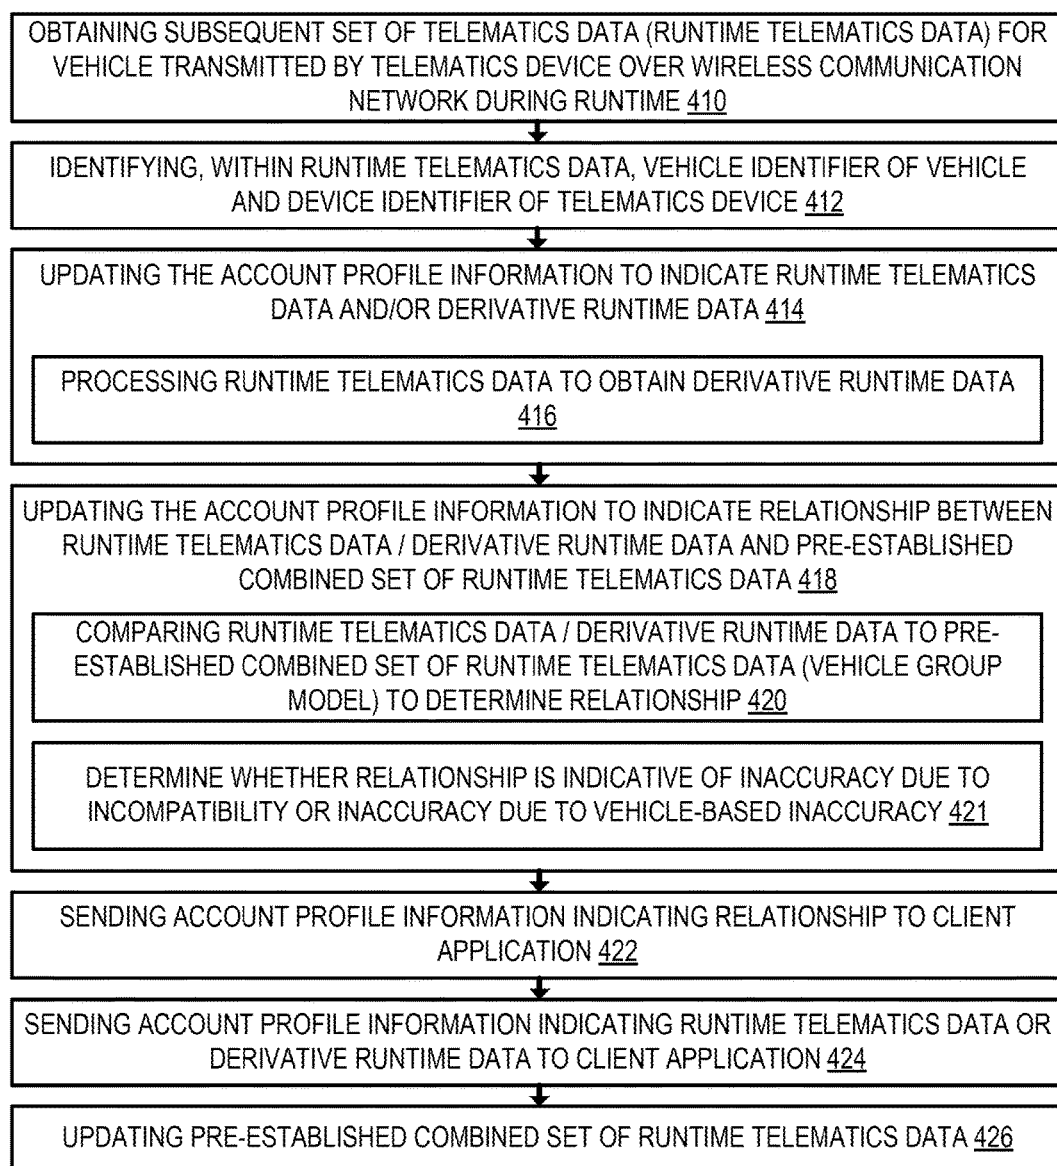 OBTAINING SUBSEQUENT SET OF TELEMATICS DATA (RUNTIME TELEMATICS DATA) FOR
VEHICLE TRANSMITTED BY TELEMATICS DEVICE OVER WIRELESS COMMUNICATION
NETWORK DURING RUNTIME 410
IDENTIFYING, WITHIN RUNTIME TELEMATICS DATA, VEHICLE IDENTIFIER OF VEHICLE
AND DEVICE IDENTIFIER OF TELEMATICS DEVICE 412
UPDATING THE ACCOUNT PROFILE INFORMATION TO INDICATE RUNTIME TELEMATICS
DATA AND/OR DERIVATIVE RUNTIME DATA 414
PROCESSING RUNTIME TELEMATICS DATA TO OBTAIN DERIVATIVE RUNTIME DATA
416
UPDATING THE ACCOUNT PROFILE INFORMATION TO INDICATE RELATIONSHIP BETWEEN
RUNTIME TELEMATICS DATA / DERIVATIVE RUNTIME DATA AND PRE-ESTABLISHED
COMBINED SET OF RUNTIME TELEMATICS DATA 418
COMPARING RUNTIME TELEMATICS DATA / DERIVATIVE RUNTIME DATA TO PRE-
ESTABLISHED COMBINED SET OF RUNTIME TELEMATICS DATA (VEHICLE GROUP
MODEL) TO DETERMINE RELATIONSHIP 420
DETERMINE WHETHER RELATIONSHIP IS INDICATIVE OF INACCURACY DUE TO
INCOMPATIBILITY OR INACCURACY DUE TO VEHICLE-BASED INACCURACY 421
SENDING ACCOUNT PROFILE INFORMATION INDICATING RELATIONSHIP TO CLIENT
APPLICATION 422
SENDING ACCOUNT PROFILE INFORMATION INDICATING RUNTIME TELEMATICS DATA OR
DERIVATIVE RUNTIME DATA TO CLIENT APPLICATION 424
UPDATING PRE-ESTABLISHED COMBINED SET OF RUNTIME TELEMATICS DATA 426